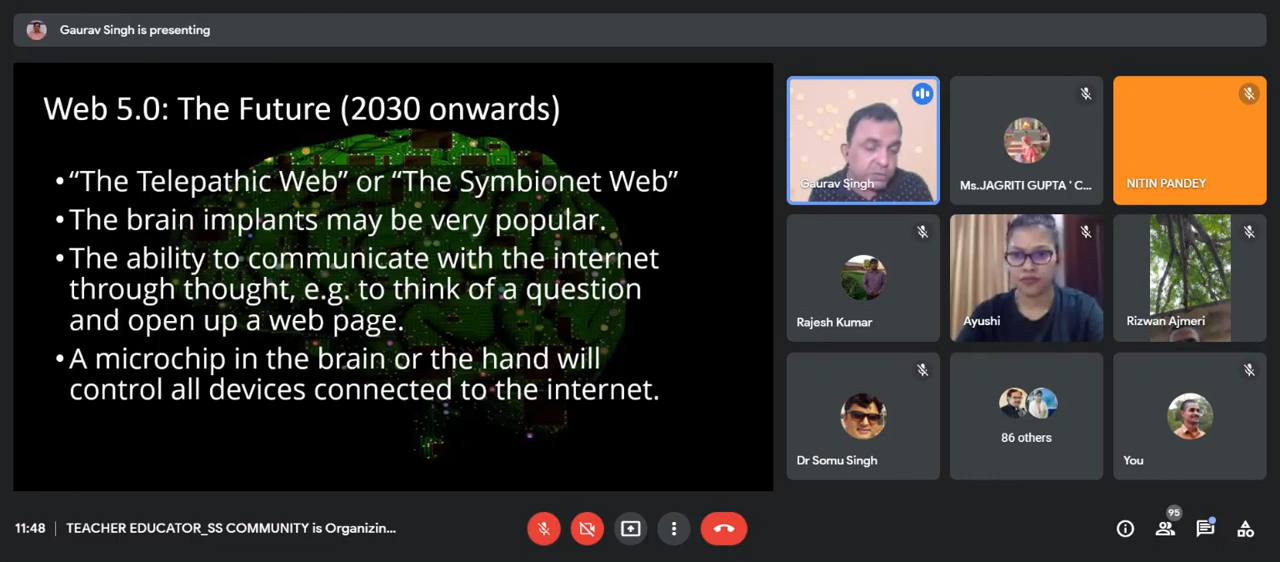 Gaurav Singh is presenting
Web 5.0: The Future (2030 onwards)
• “The Telepathic Web” or “The Symbionet Web”
• The brain implants may be very popular.
• The ability to communicate with the internet
through thought, e.g. to think of a question
and open up a web page.
• A microchip in the brain or the hand will
control all devices connected to the internet.
Gaurav Singh
Ms.JAGRITI GUPTA ' C...
NITIN PANDEY
Rajesh Kumar
Ayushi
Rizwan Ajmeri
Dr Somu Singh
86 others
You
11:48
TEACHER EDUCATOR_SS COMMUNITY is Organizin...
95